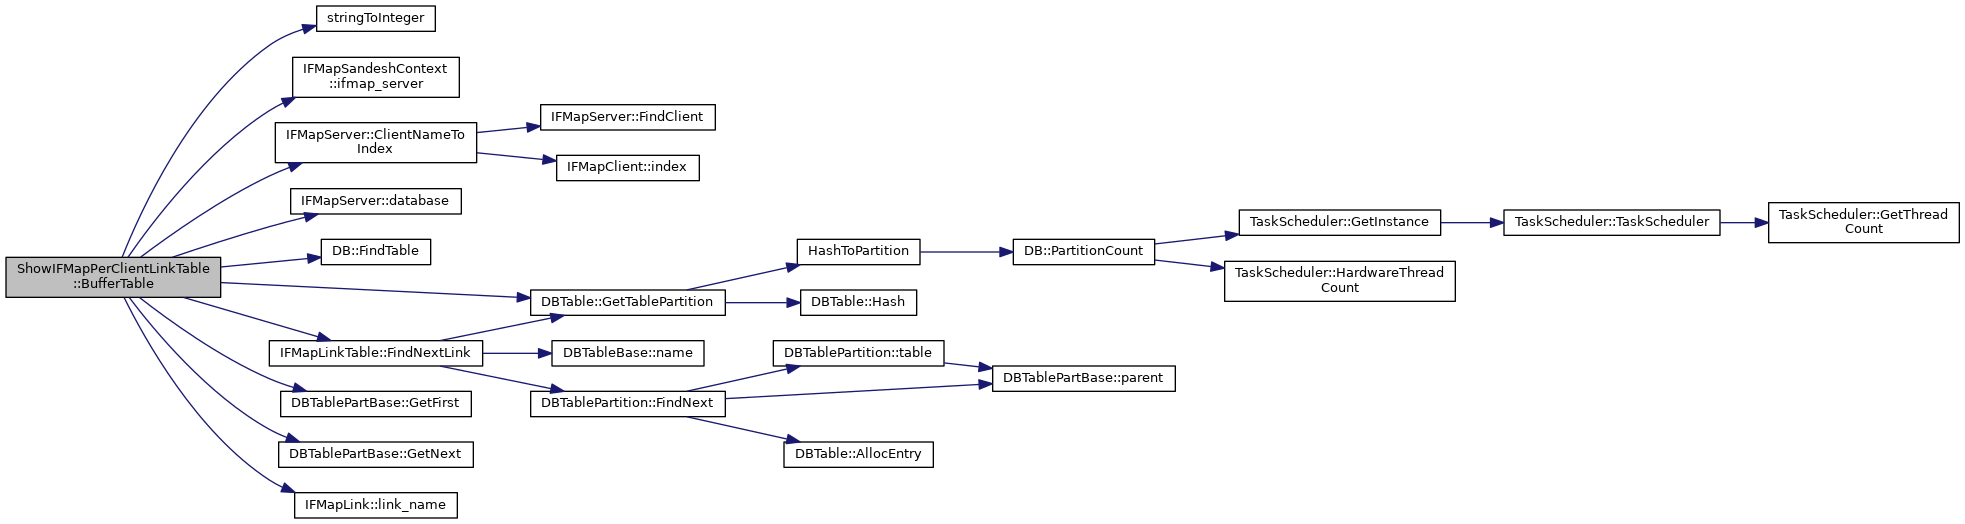 stringToInteger
IFMapSandeshContext
::ifmap_server
IFMapServer::ClientNameTo
Index
IFMapServer::FindClient
IFMapClient::index
IFMapServer::database
DB::FindTable
ShowIFMapPerClientLinkTable
::BufferTable
DBTable::GetTablePartition
HashToPartition
DBTable::Hash
DB::PartitionCount
TaskScheduler::GetInstance
TaskScheduler::HardwareThread
Count
TaskScheduler::TaskScheduler
TaskScheduler::GetThread
Count
IFMapLinkTable::FindNextLink
DBTableBase::name
DBTablePartition::FindNext
DBTablePartition::table
DBTablePartBase::parent
DBTable::AllocEntry
DBTablePartBase::GetFirst
DBTablePartBase::GetNext
IFMapLink::link_name